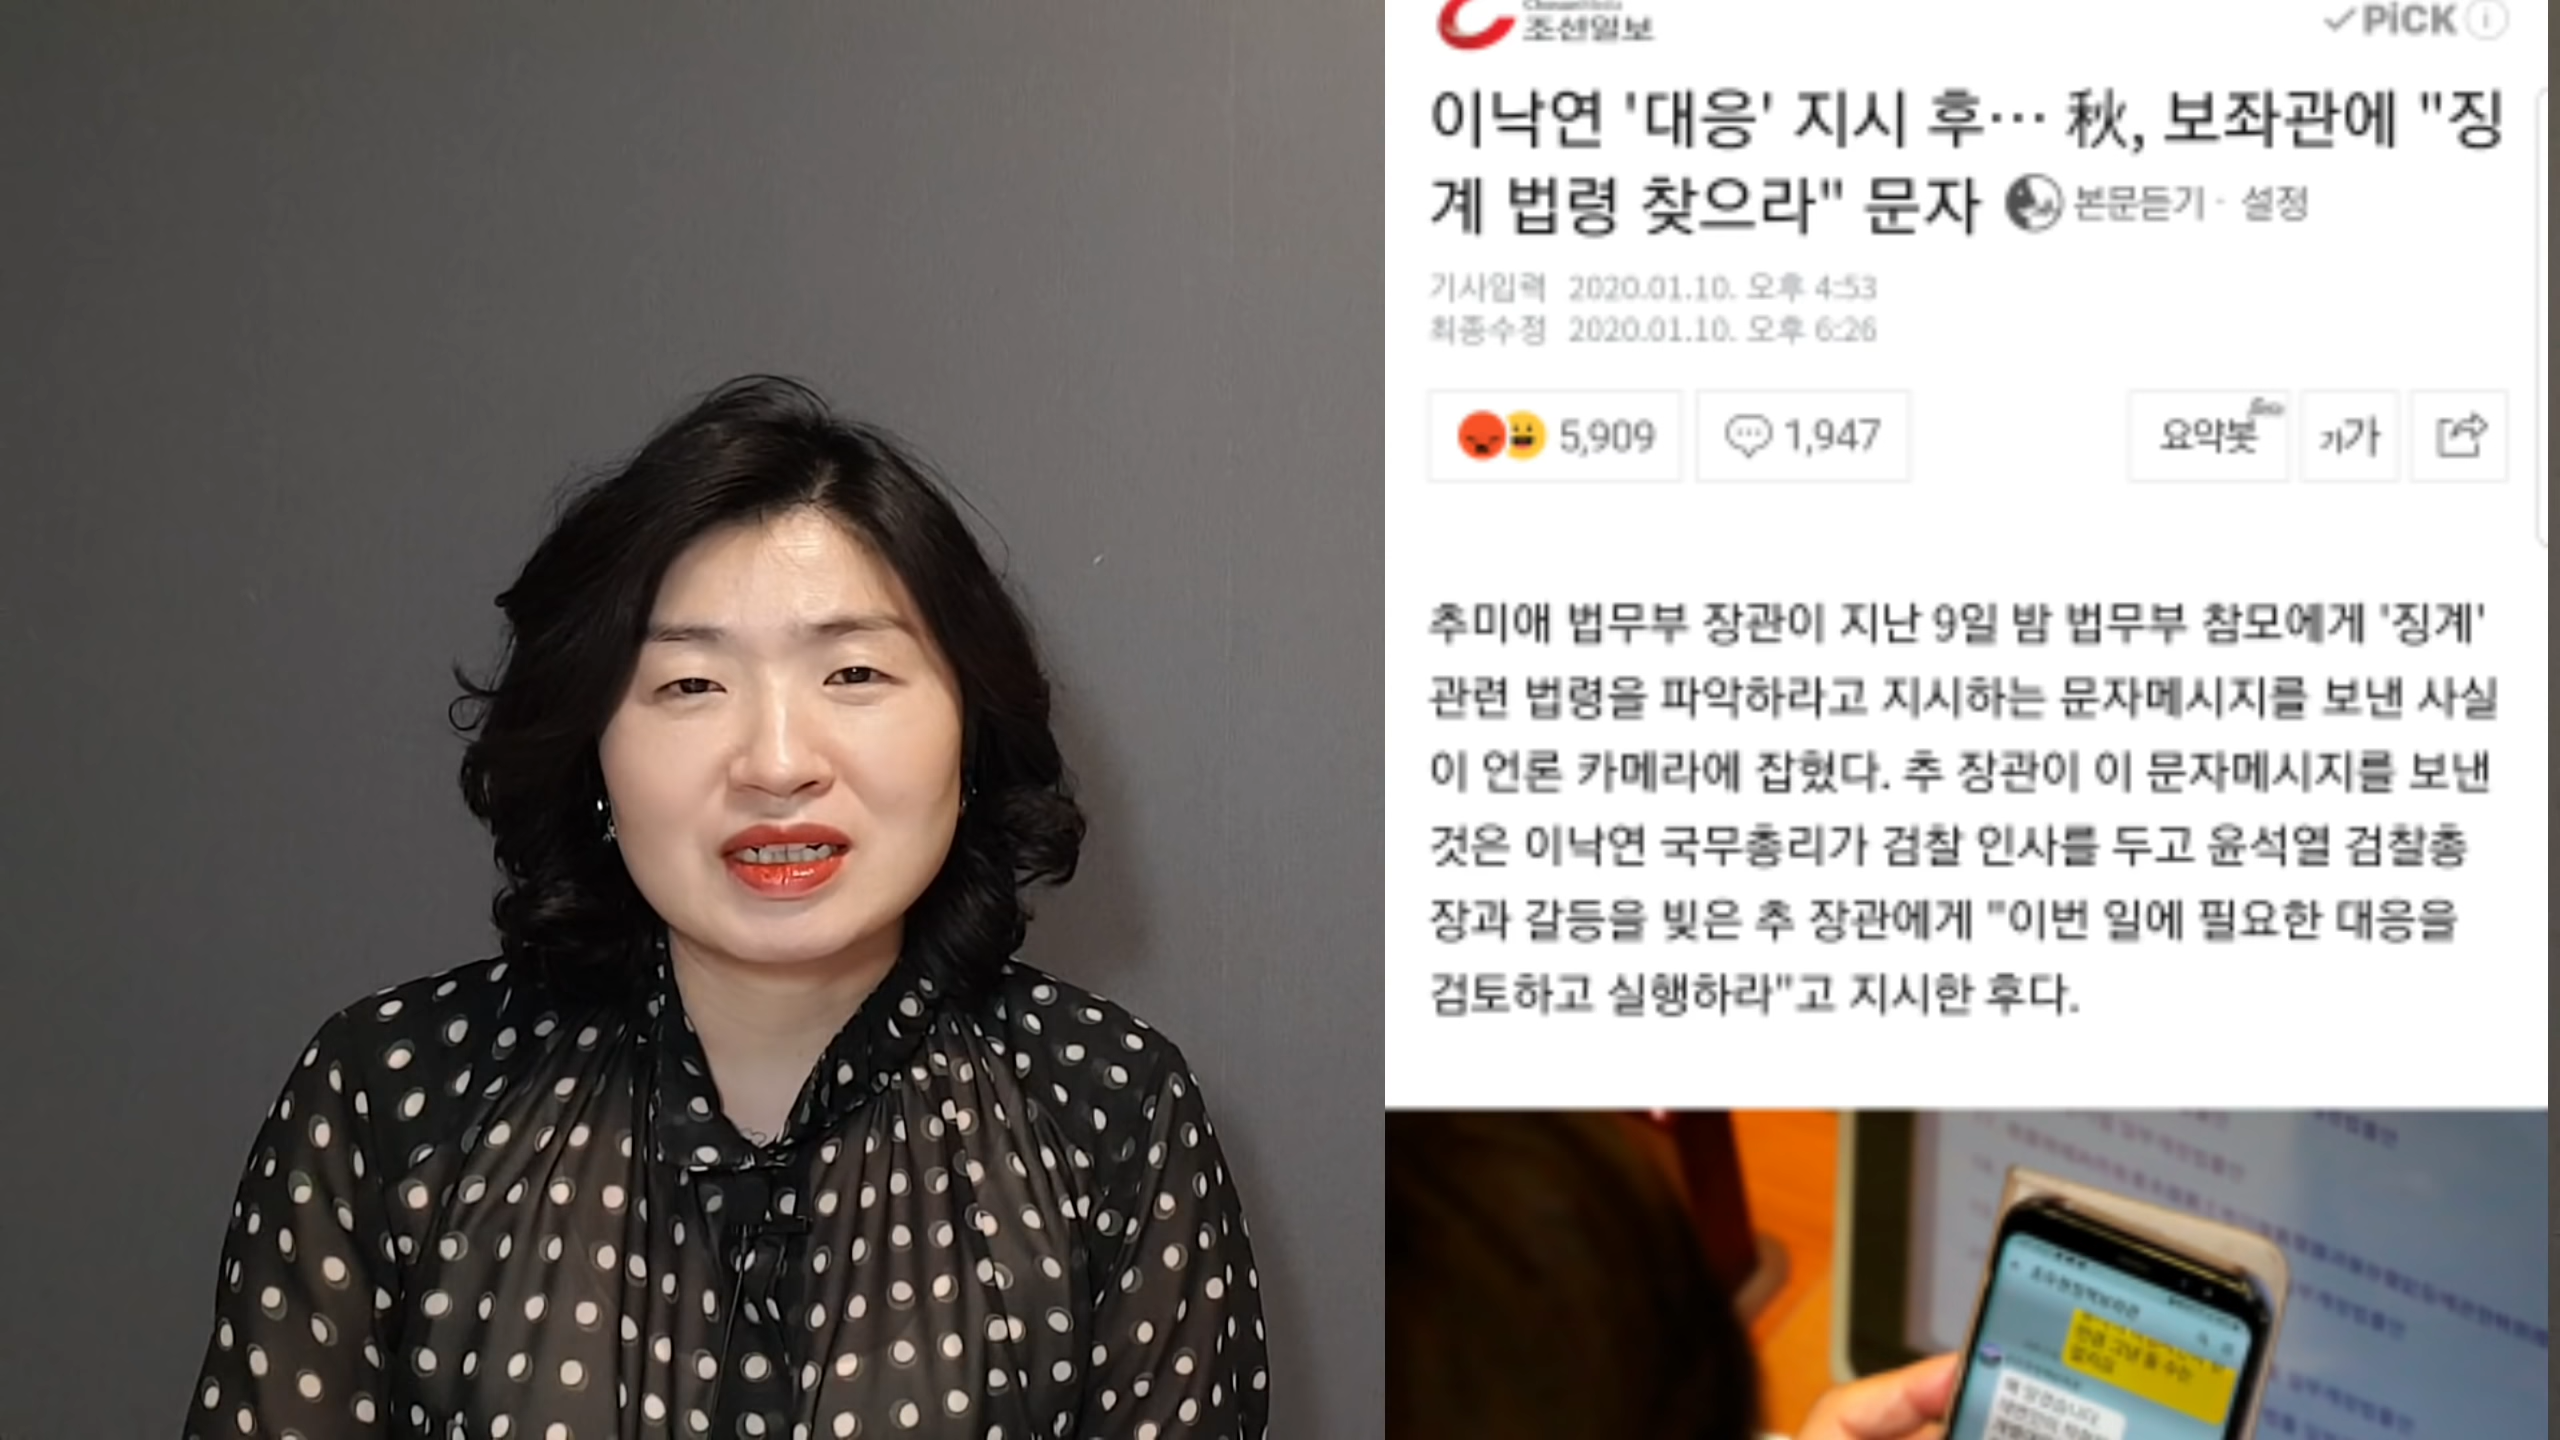 조선일보
✓PiCK
이낙연 '대응' 지시 후… 秋, 보좌관에 "징
계 법령 찾으라" 문자 본문듣기 · 설정
기사입력 2020.01.10. 오후 4:53
최종수정 2020.01.10. 오후 6:26
5,909 1,947 요약봇 가가
추미애 법무부 장관이 지난 9일 밤 법무부 참모에게 '징계'
관련 법령을 파악하라고 지시하는 문자메시지를 보낸 사실
이 언론 카메라에 잡혔다. 추 장관이 이 문자메시지를 보낸
것은 이낙연 국무총리가 검찰 인사를 두고 윤석열 검찰총
장과 갈등을 빚은 추 장관에게 "이번 일에 필요한 대응을
검토하고 실행하라"고 지시한 후다.